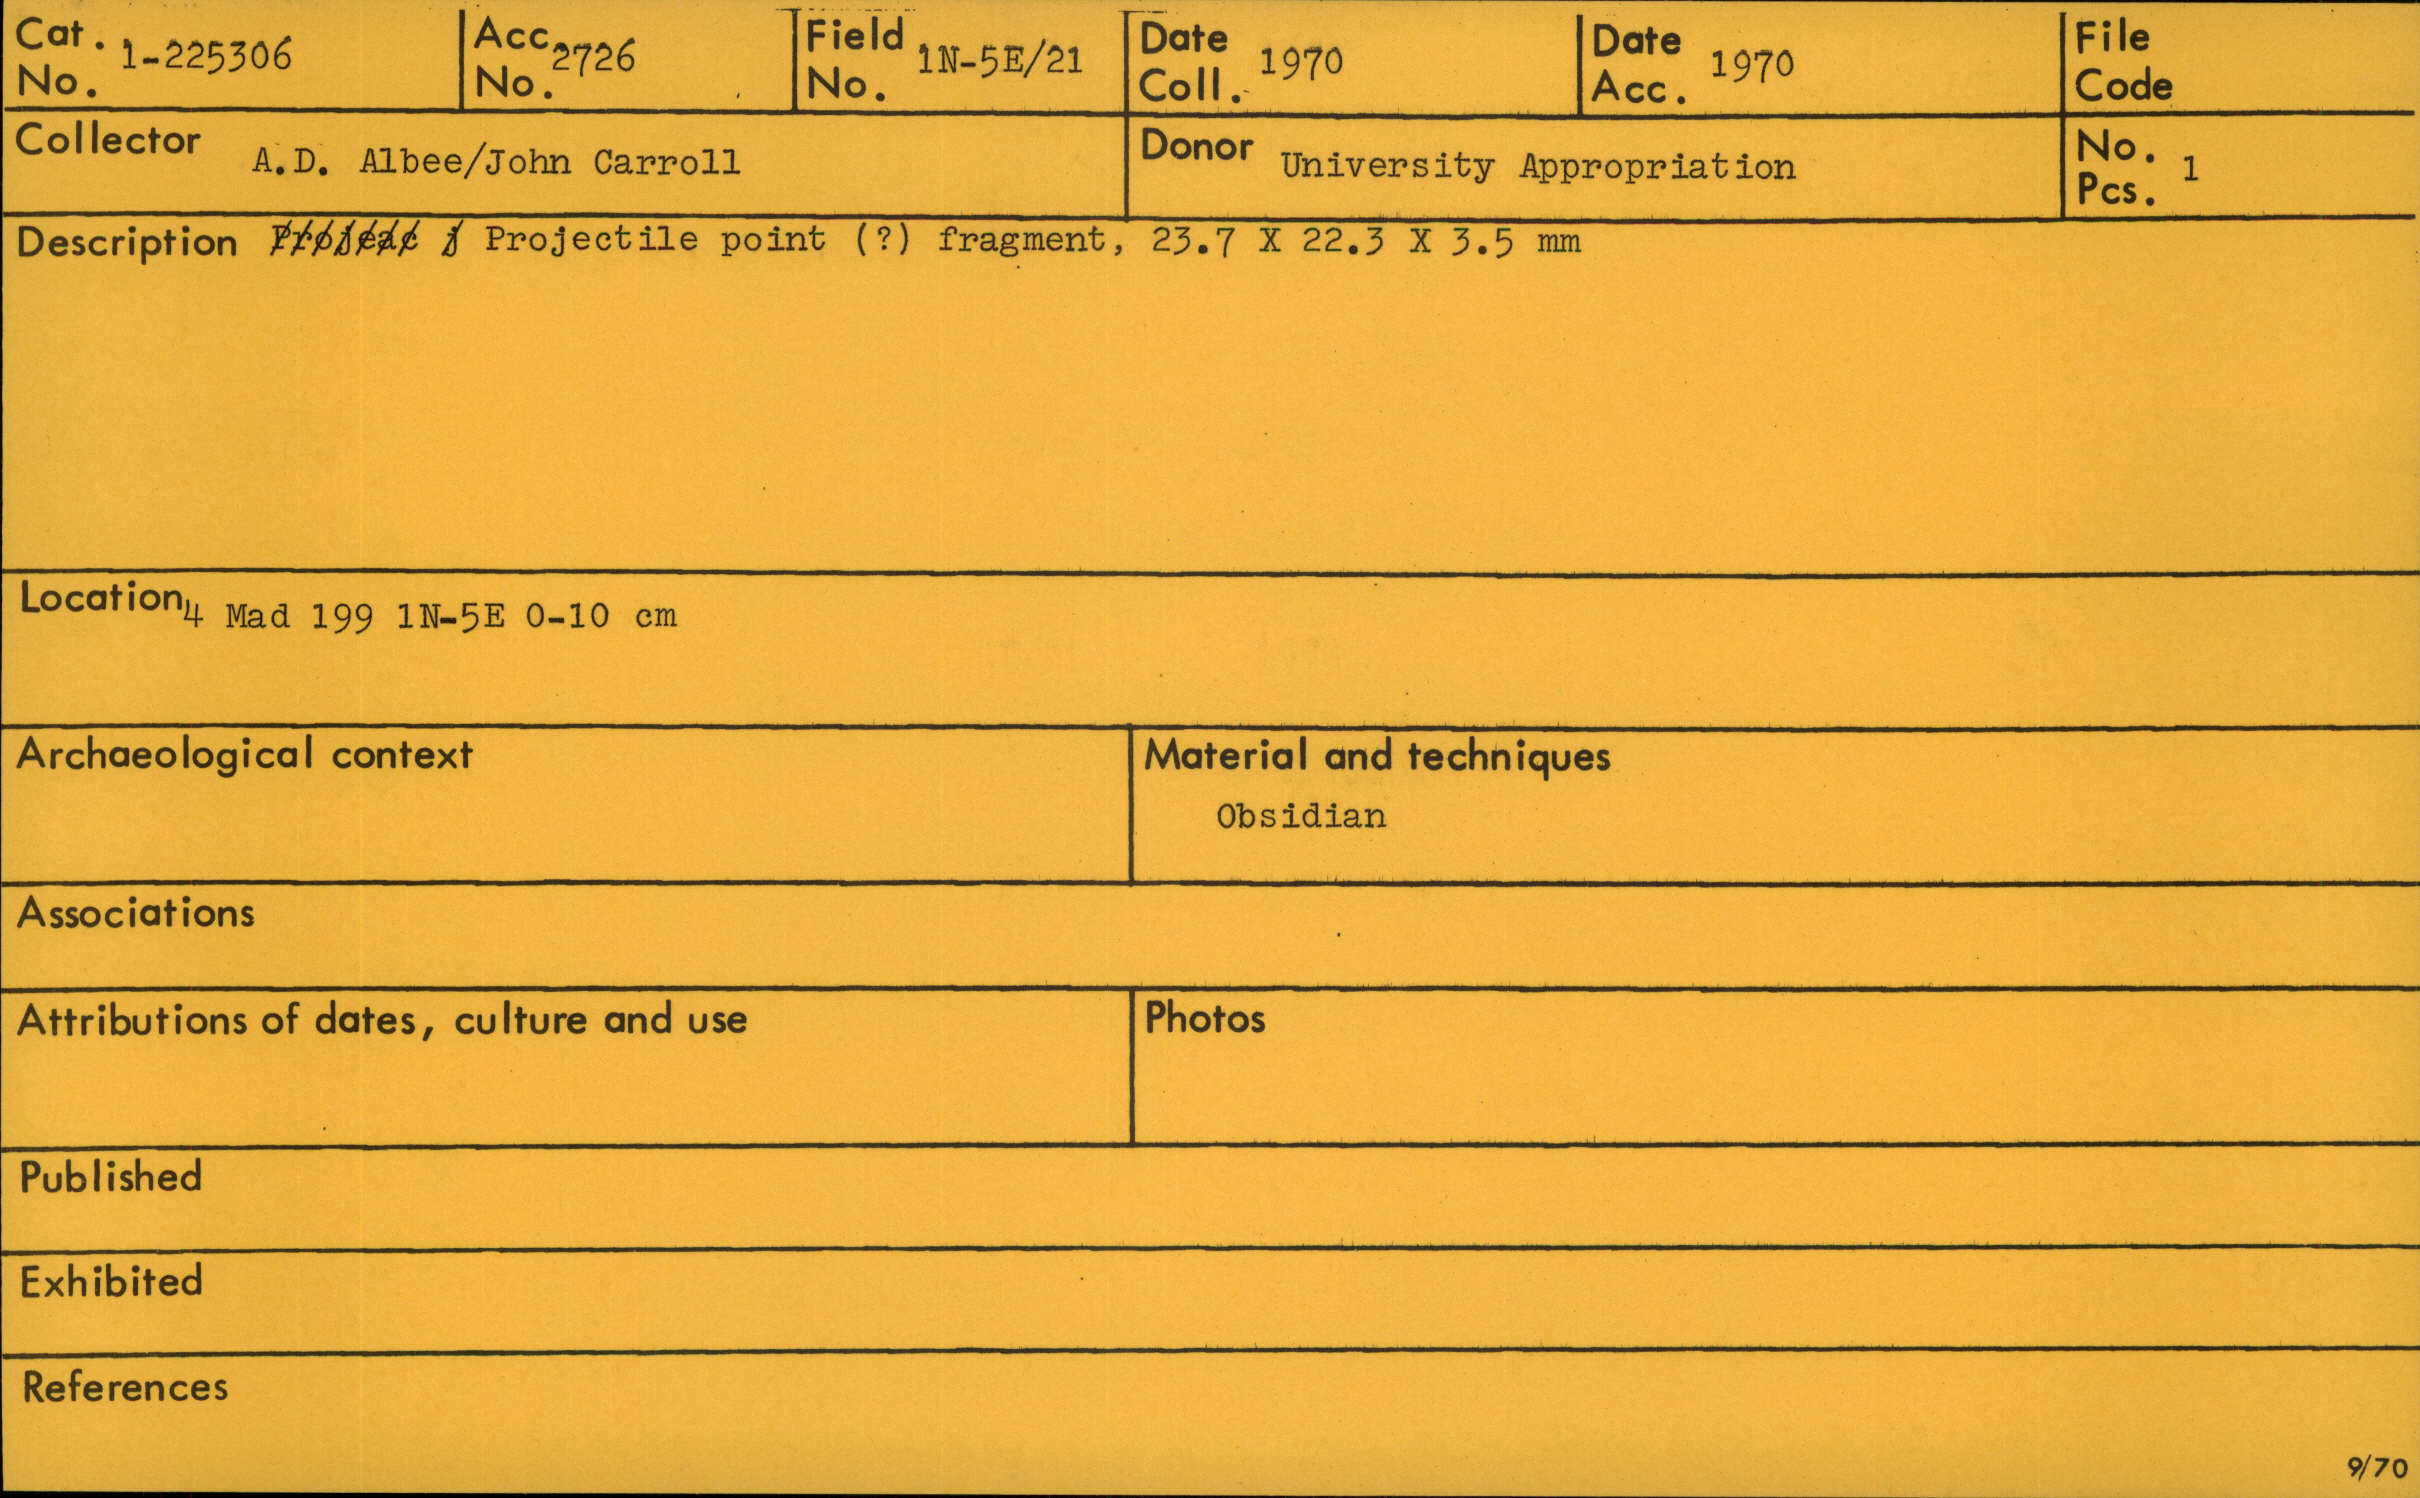 Cat. No. 1-225306 Acc. No. 2726 Field No. 1N-5E/21 Date Coll. 1970 Date Acc. 1970 File Code
Collector A.D. Albee/John Carroll Donor University Appropriation No. Pcs. 1
Description Projectile point (?) fragment, 23.7 X 22.3 X 3.5 mm
Location 4 Mad 199 1N-5E 0-10 cm
Archaeological context Material and techniques
Obsidian
Associations
Attributions of dates, culture and use Photos
Published
Exhibited
References
9/70